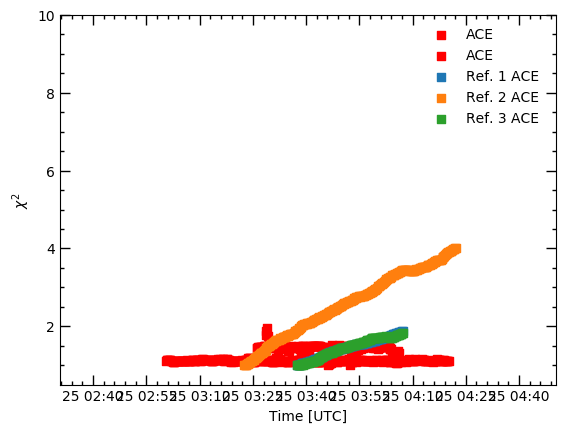 10
8
6
4
2
χ²
ACE
ACE
Ref. 1 ACE
Ref. 2 ACE
Ref. 3 ACE
25 02:40 25 02:55 25 03:10 25 03:25 25 03:40 25 03:55 25 04:10 25 04:25 25 04:40
Time [UTC]